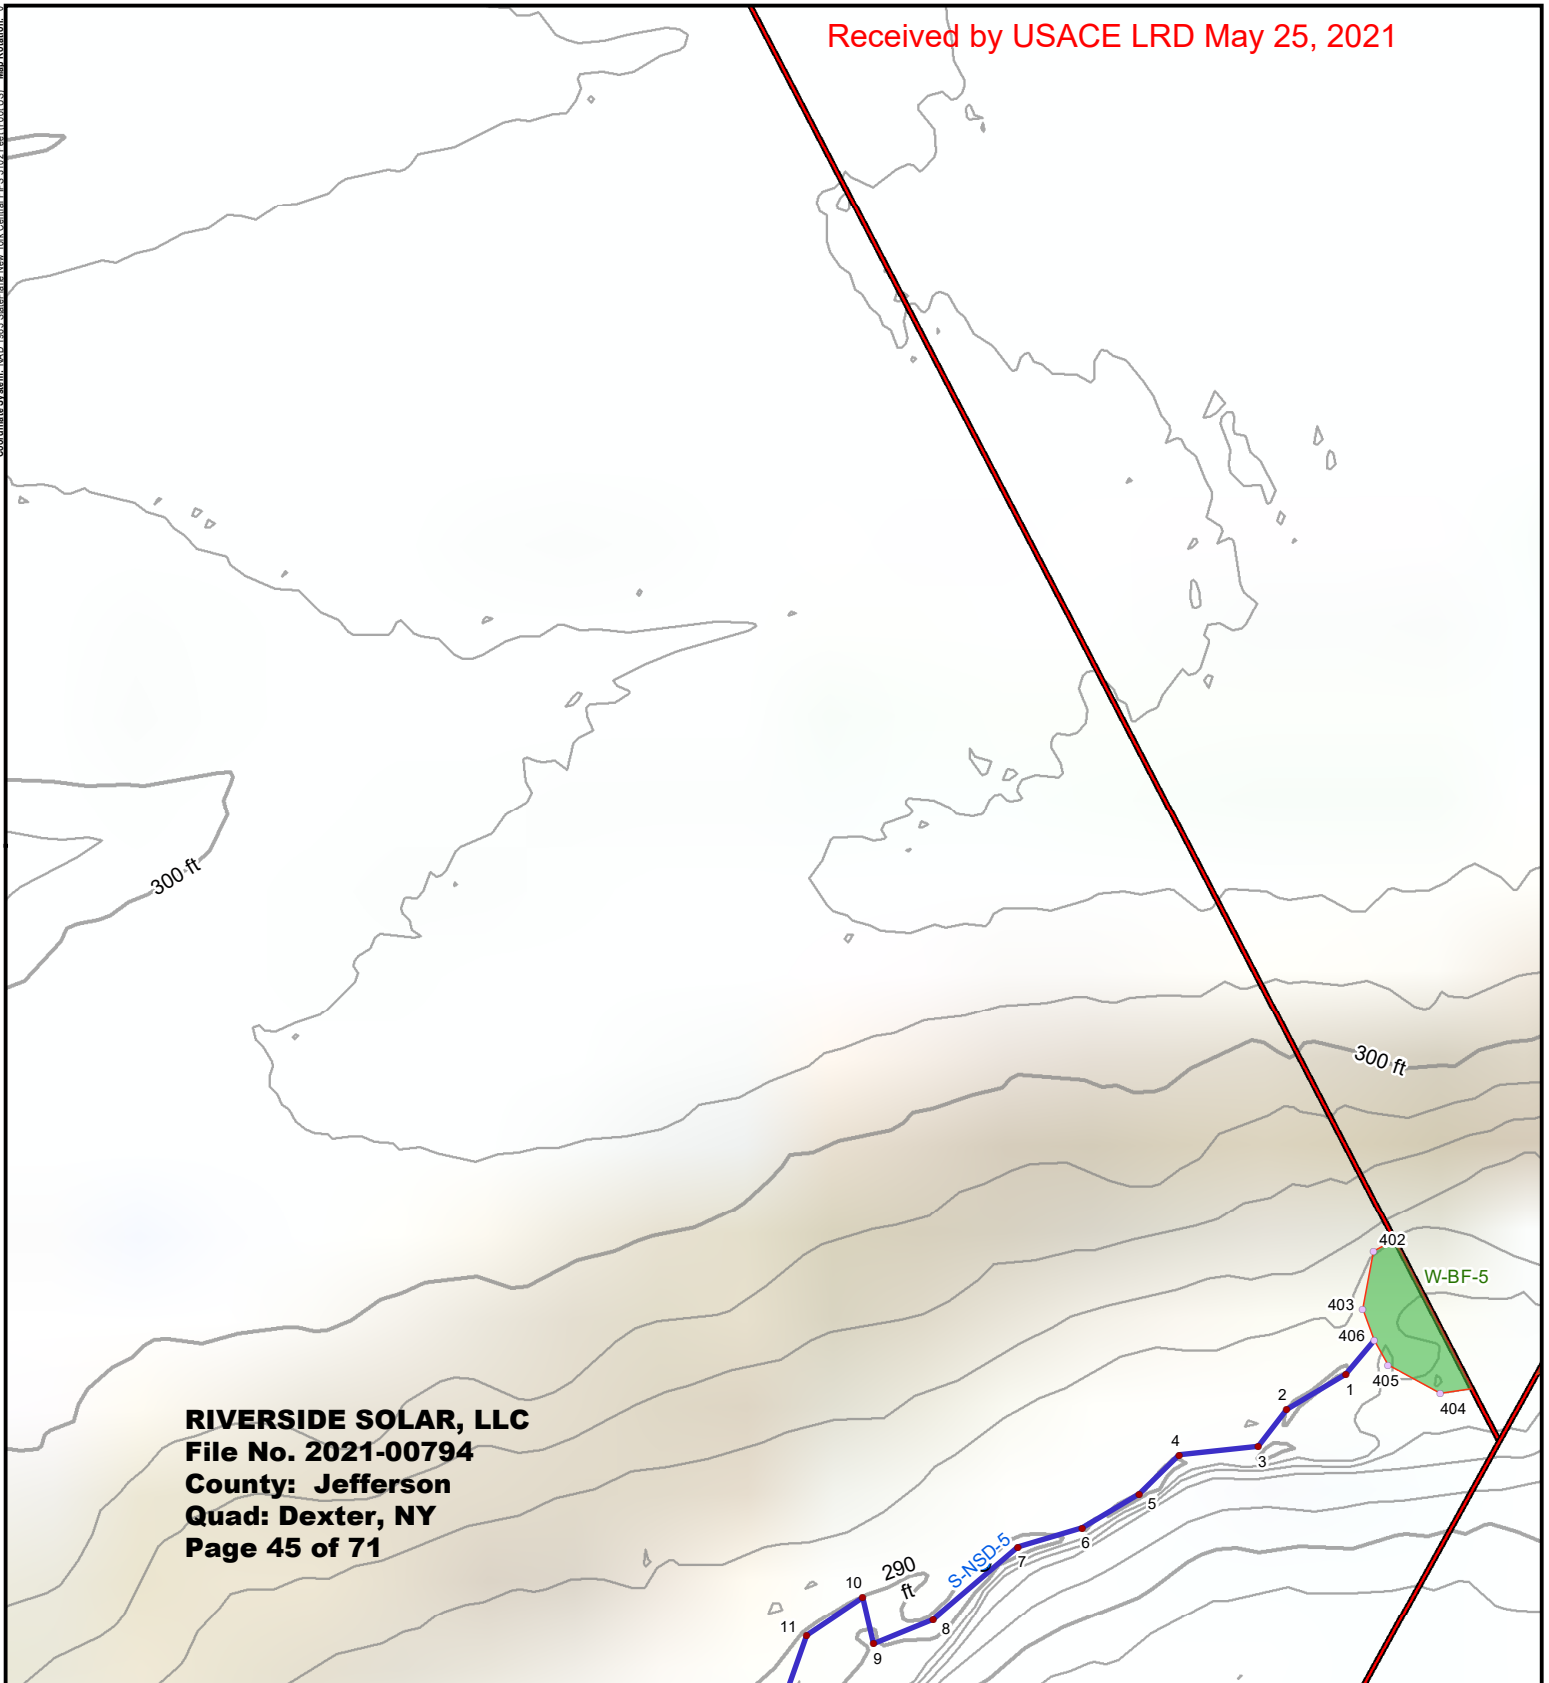 Received by USACE LRD May 25, 2021
300 ft
300 ft
402
W-BF-5
403
406
405
404
1
2
3
4
5
6
7
S-NSD-5
8
9
10
290
ft
11
RIVERSIDE SOLAR, LLC
File No. 2021-00794
County: Jefferson
Quad: Dexter, NY
Page 45 of 71